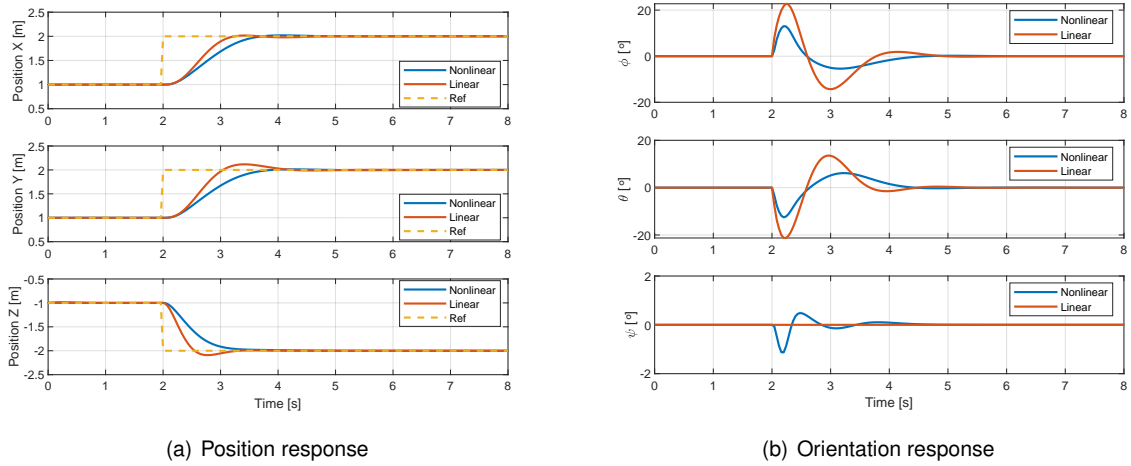 2.5
2
1.5
1
0.5
Position X [m]
Nonlinear
Linear
Ref
0 1 2 3 4 5 6 7 8
2.5
2
1.5
1
0.5
Position Y [m]
Nonlinear
Linear
Ref
0 1 2 3 4 5 6 7 8
-0.5
-1
-1.5
-2
-2.5
Position Z [m]
Nonlinear
Linear
Ref
0 1 2 3 4 5 6 7 8
Time [s]
(a) Position response
20
0
-20
ϕ [º]
Nonlinear
Linear
0 1 2 3 4 5 6 7 8
20
0
-20
θ [º]
Nonlinear
Linear
0 1 2 3 4 5 6 7 8
2
0
-2
ψ [º]
Nonlinear
Linear
0 1 2 3 4 5 6 7 8
Time [s]
(b) Orientation response